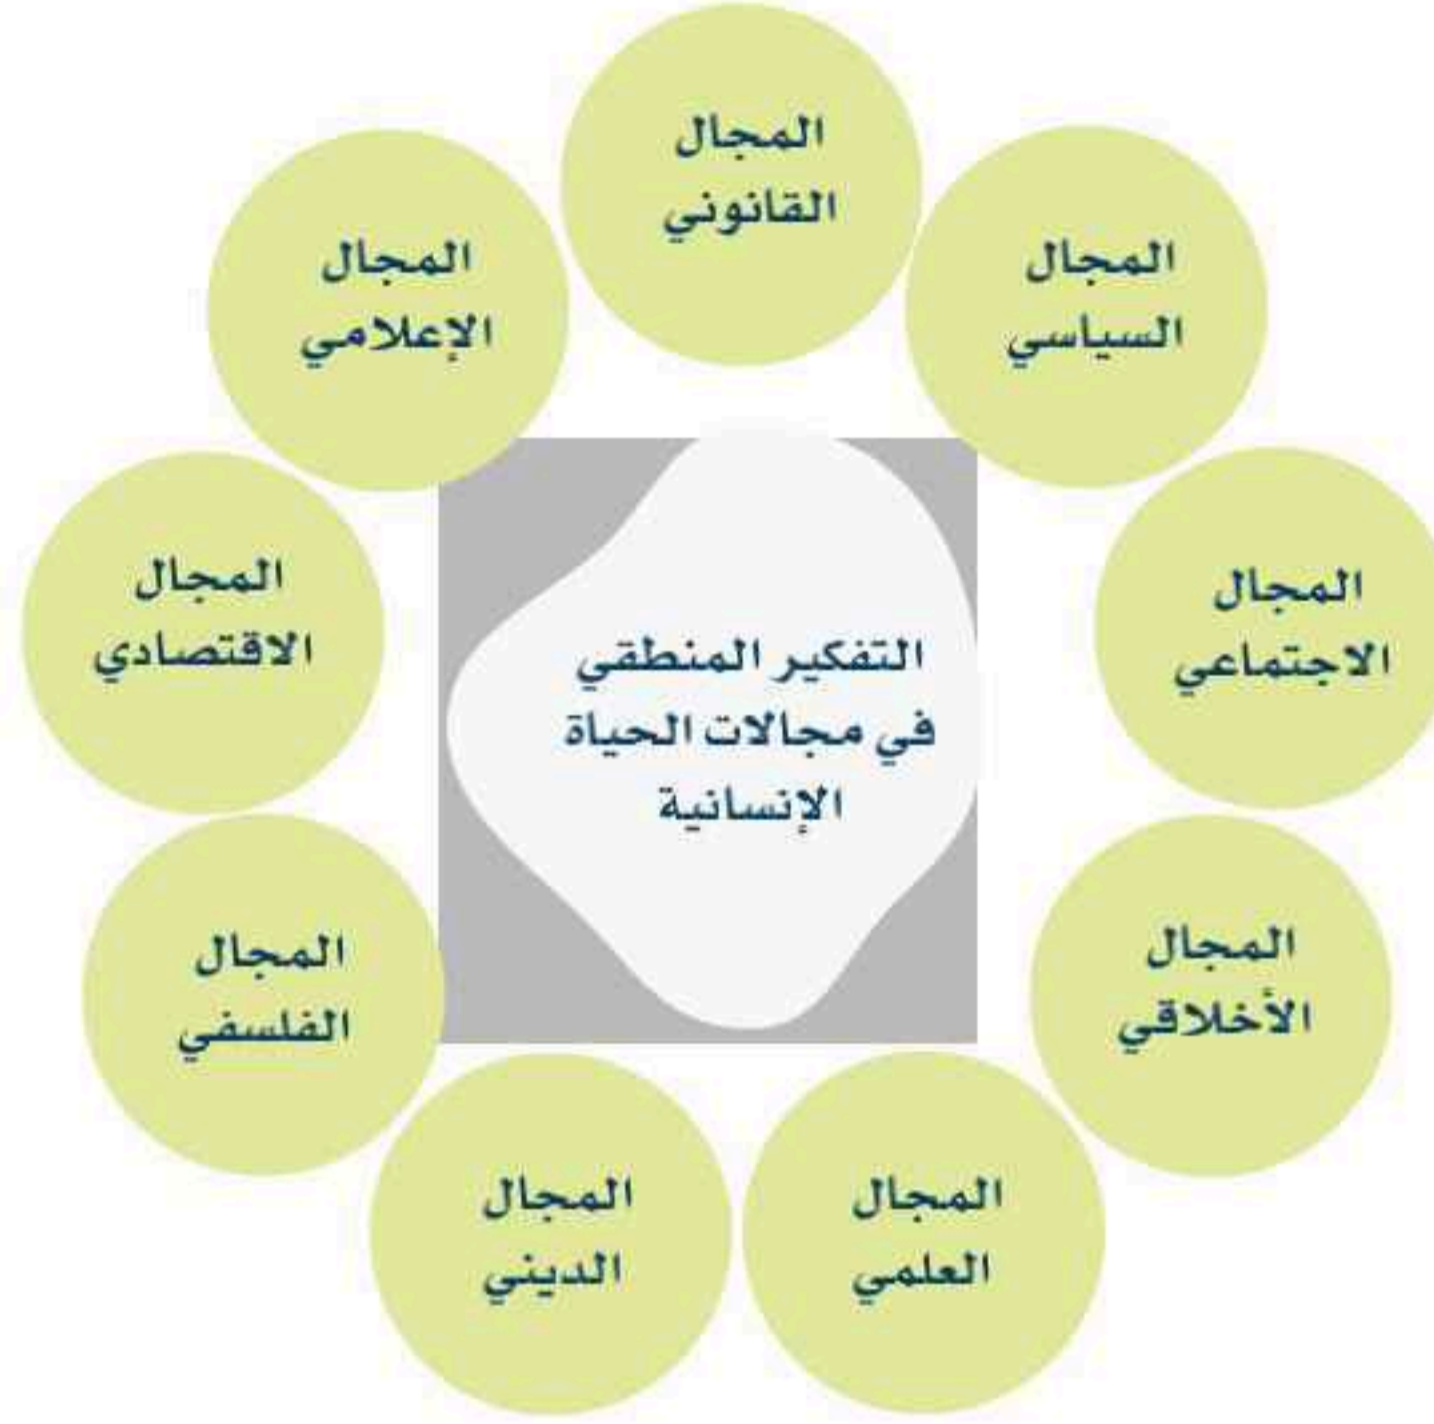 المجال
القانوني
المجال
السياسي
المجال
الاجتماعي
المجال
الأخلاقي
المجال
العلمي
المجال
الديني
المجال
الفلسفي
المجال
الاقتصادي
المجال
الإعلامي
التفكير المنطقي
في مجالات الحياة
الإنسانية